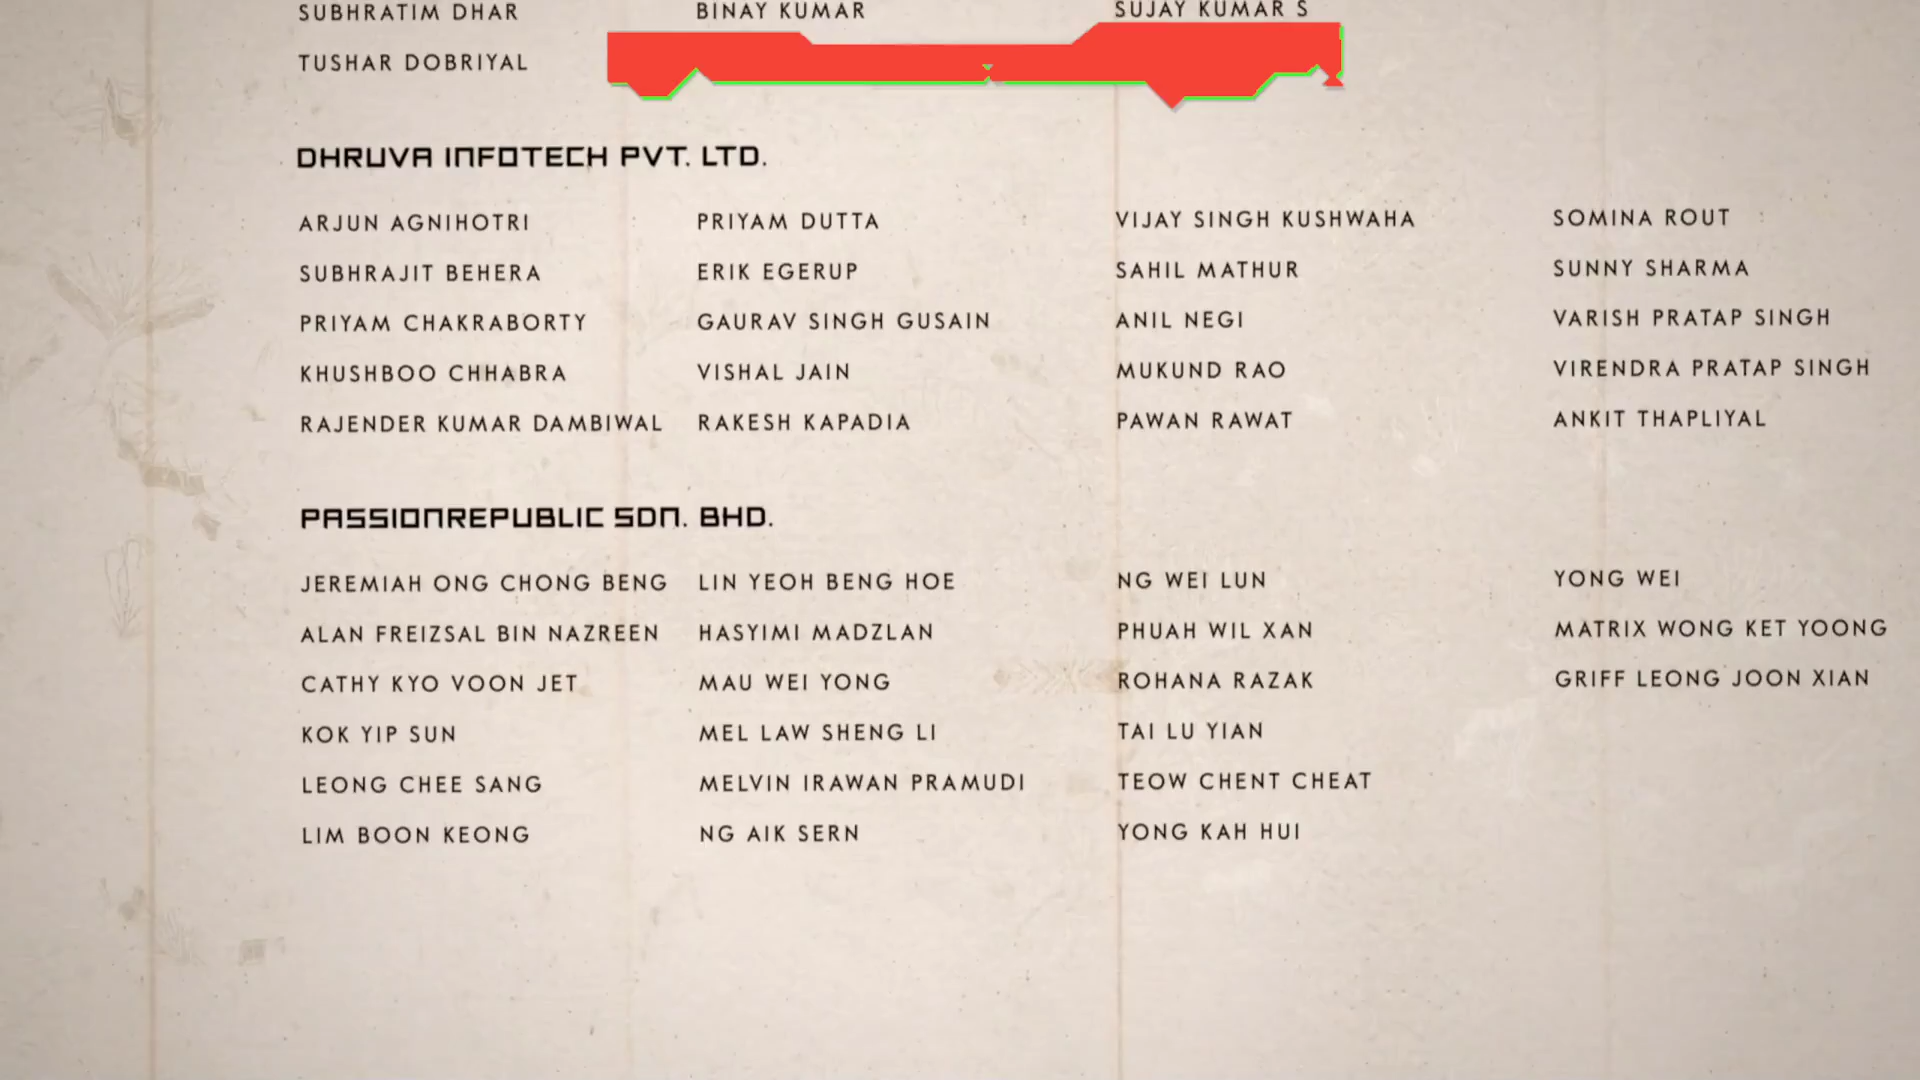 SUBHRATIM DHAR BINAY KUMAR SUJAY KUMAR S
TUSHAR DOBRIYAL
DHRUVA INFOTECH PVT. LTD.
ARJUN AGNIHOTRI PRIYAM DUTTA VIJAY SINGH KUSHWAHA SOMINA ROUT
SUBHRAJIT BEHERA ERIK EGERUP SAHIL MATHUR SUNNY SHARMA
PRIYAM CHAKRABORTY GAURAV SINGH GUSAIN ANIL NEGI VARISH PRATAP SINGH
KHUSHBOO CHHABRA VISHAL JAIN MUKUND RAO VIRENDRA PRATAP SINGH
RAJENDER KUMAR DAMBIWAL RAKESH KAPADIA PAWAN RAWAT ANKIT THAPLIYAL
PASSIONREPUBLIC SDN. BHD.
JEREMIAH ONG CHONG BENG LIN YEOH BENG HOE NG WEI LUN YONG WEI
ALAN FREIZSAL BIN NAZREEN HASYIMI MADZLAN PHUAH WIL XAN MATRIX WONG KET YOONG
CATHY KYO VOON JET MAU WEI YONG ROHANA RAZAK GRIFF LEONG JOON XIAN
KOK YIP SUN MEL LAW SHENG LI TAI LU YIAN
LEONG CHEE SANG MELVIN IRAWAN PRAMUDI TEOW CHENT CHEAT
LIM BOON KEONG NG AIK SERN YONG KAH HUI